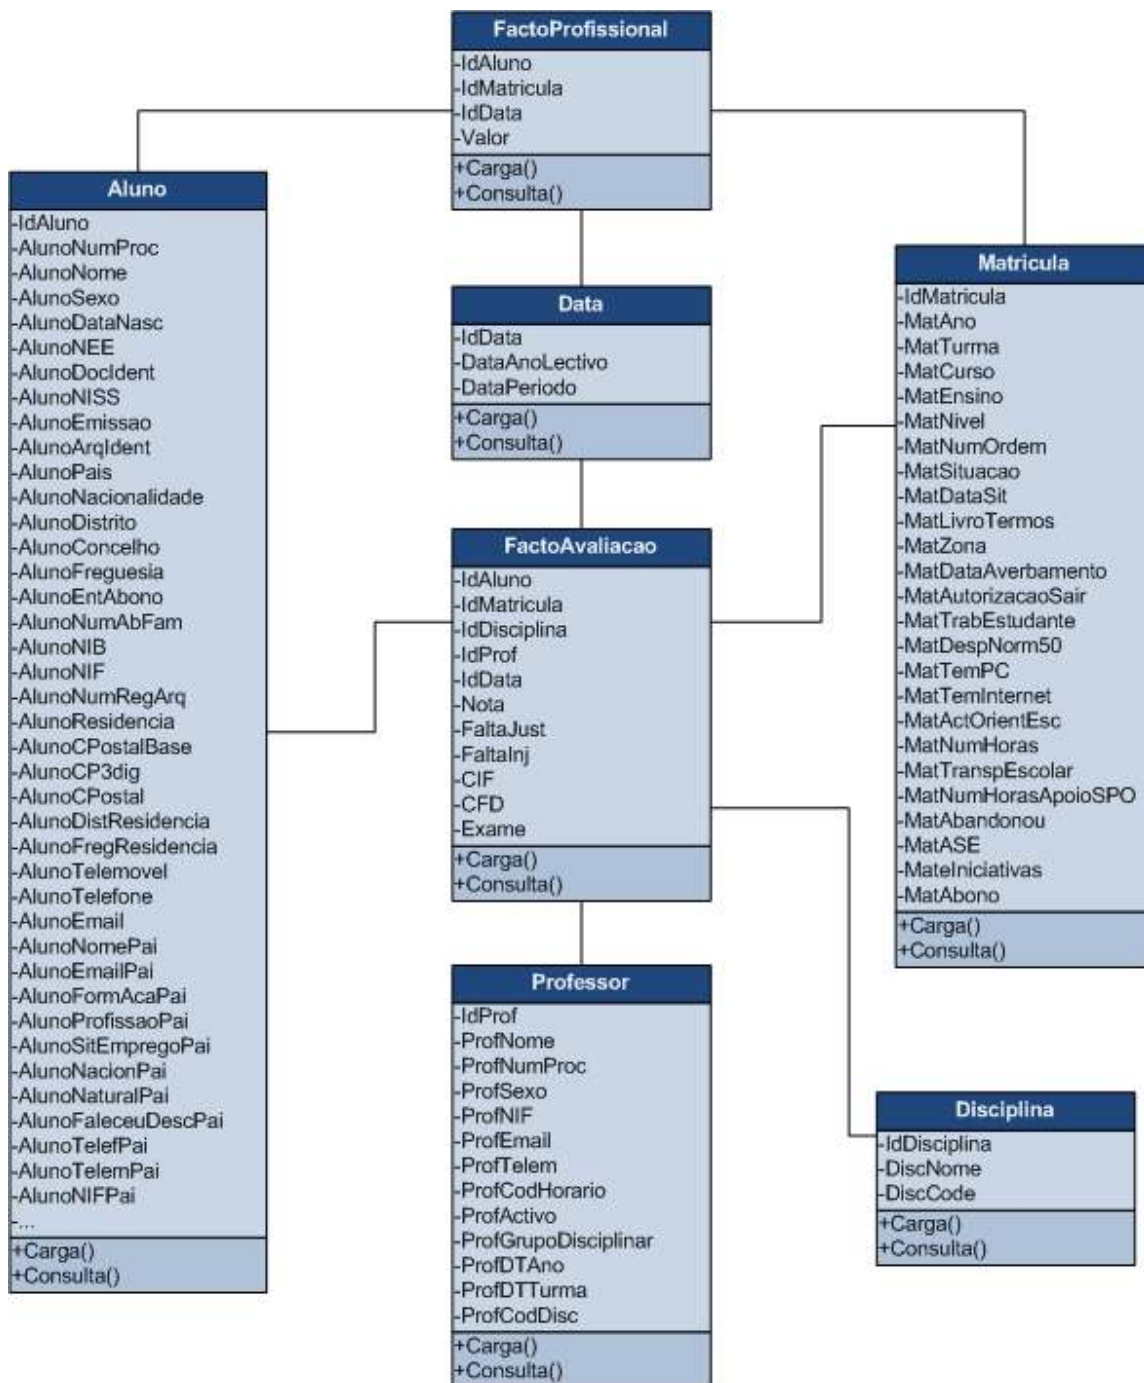 FactoProfissional
-IdAluno
-IdMatricula
-IdData
-Valor
+Carga()
+Consulta()
Aluno
-IdAluno
-AlunoNumProc
-AlunoNome
-AlunoSexo
-AlunoDataNasc
-AlunoNEE
-AlunoDocIdent
-AlunoNISS
-AlunoEmissao
-AlunoArqIdent
-AlunoPais
-AlunoNacionalidade
-AlunoDistrito
-AlunoConcelho
-AlunoFreguesia
-AlunoEntAbono
-AlunoNumAbFam
-AlunoNIB
-AlunoNIF
-AlunoNumRegArq
-AlunoResidencia
-AlunoCPostalBase
-AlunoCP3dig
-AlunoCPostal
-AlunoDistResidencia
-AlunoFregResidencia
-AlunoTelemovel
-AlunoTelefone
-AlunoEmail
-AlunoNomePai
-AlunoEmailPai
-AlunoFormAcaPai
-AlunoProfissaoPai
-AlunoSitEmpregoPai
-AlunoNacionPai
-AlunoNaturalPai
-AlunoFaleceuDescPai
-AlunoTelefPai
-AlunoTelemPai
-AlunoNIFPai
-...
+Carga()
+Consulta()
Data
-IdData
-DataAnoLectivo
-DataPeriodo
+Carga()
+Consulta()
FactoAvaliacao
-IdAluno
-IdMatricula
-IdDisciplina
-IdProf
-IdData
-Nota
-FaltaJust
-FaltaInj
-CIF
-CFD
-Exame
+Carga()
+Consulta()
Professor
-IdProf
-ProfNome
-ProfNumProc
-ProfSexo
-ProfNIF
-ProfEmail
-ProfTelem
-ProfCodHorario
-ProfActivo
-ProfGrupoDisciplinar
-ProfDTAno
-ProfDTTurma
-ProfCodDisc
+Carga()
+Consulta()
Matricula
-IdMatricula
-MatAno
-MatTurma
-MatCurso
-MatEnsino
-MatNivel
-MatNumOrdem
-MatSituacao
-MatDataSit
-MatLivroTermos
-MatZona
-MatDataAverbamento
-MatAutorizacaoSair
-MatTrabEstudante
-MatDespNorm50
-MatTemPC
-MatTemInternet
-MatActOrientEsc
-MatNumHoras
-MatTranspEscolar
-MatNumHorasApoioSPO
-MatAbandonou
-MatASE
-MateIniciativas
-MatAbono
+Carga()
+Consulta()
Disciplina
-IdDisciplina
-DiscNome
-DiscCode
+Carga()
+Consulta()